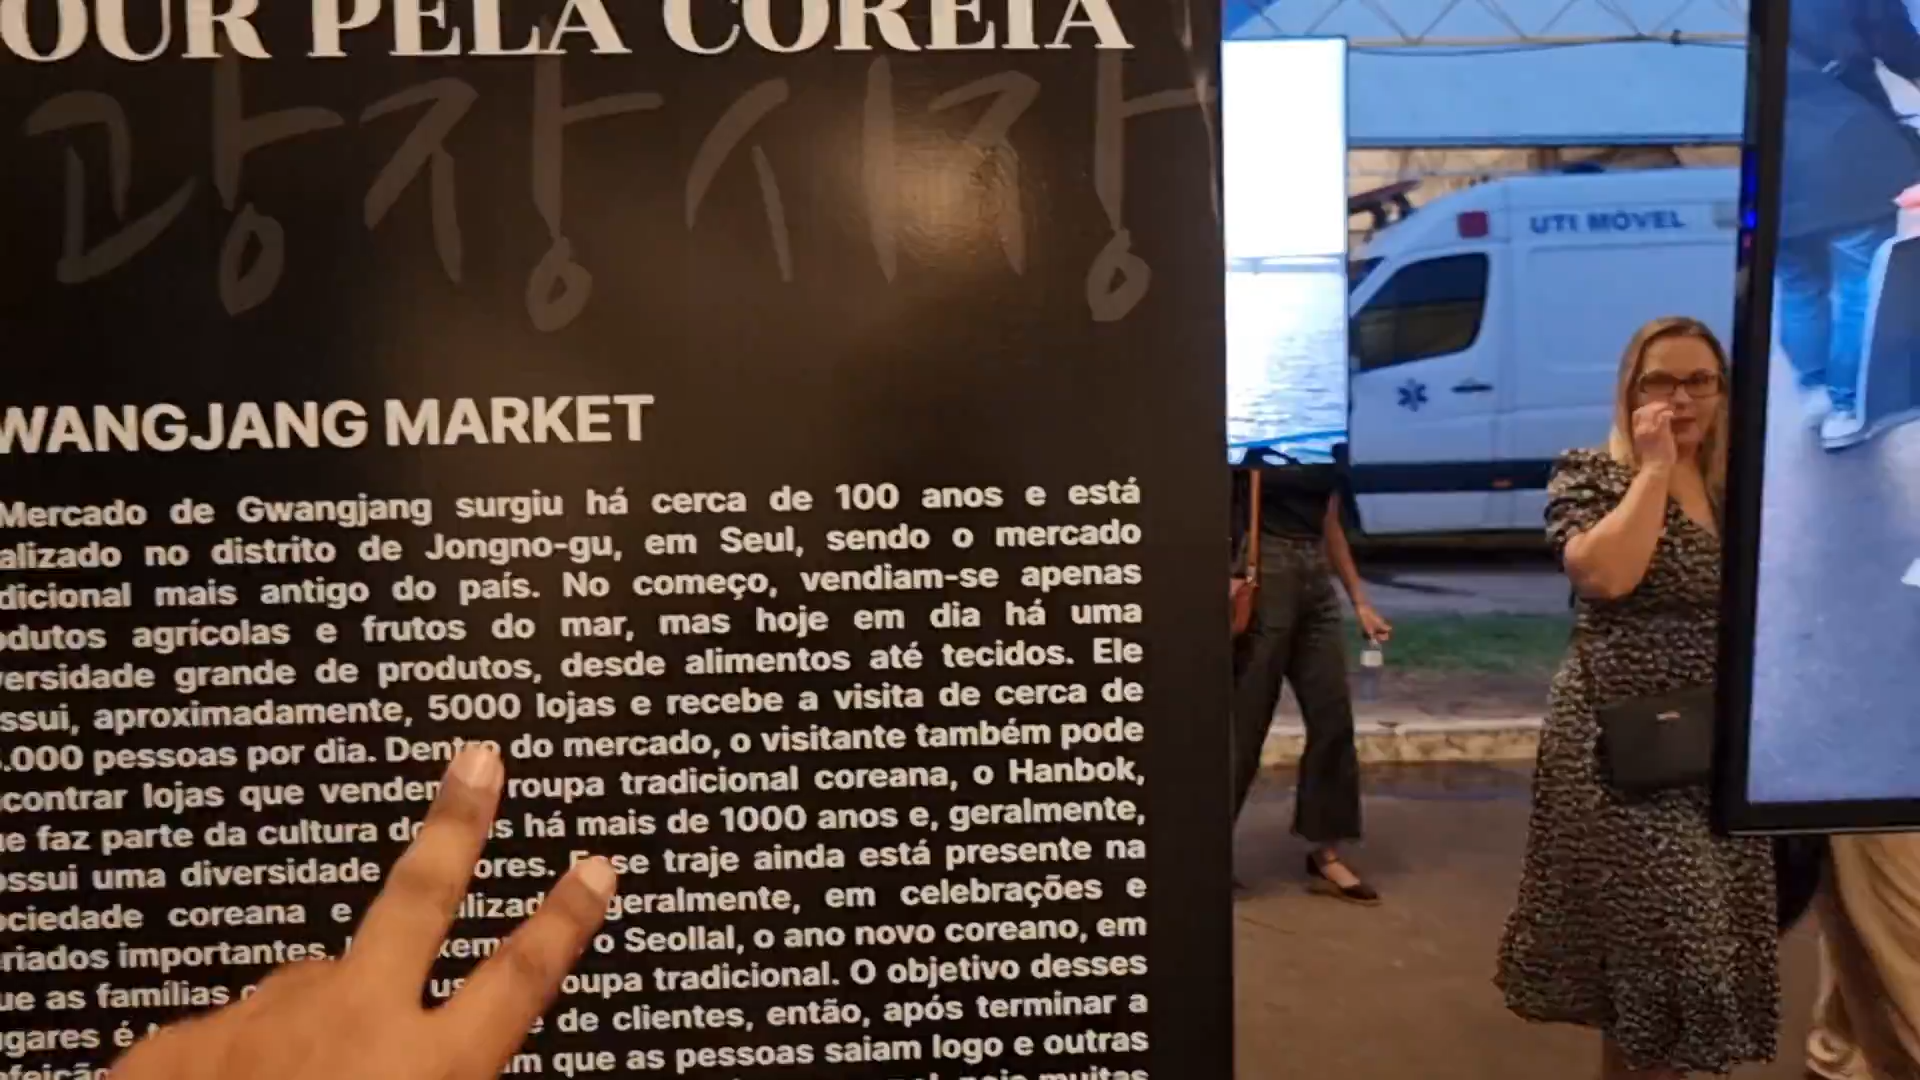 OUR PELA COREIA
광장시장
WANGJANG MARKET
Mercado de Gwangjang surgiu há cerca de 100 anos e está
alizado no distrito de Jongno-gu, em Seul, sendo o mercado
dicional mais antigo do país. No começo, vendiam-se apenas
odutos agrícolas e frutos do mar, mas hoje em dia há uma
ersidade grande de produtos, desde alimentos até tecidos. Ele
ssui, aproximadamente, 5000 lojas e recebe a visita de cerca de
.000 pessoas por dia. Dentro do mercado, o visitante também pode
contrar lojas que vendem roupa tradicional coreana, o Hanbok,
ue faz parte da cultura do há mais de 1000 anos e, geralmente,
ossui uma diversidade ores. Esse traje ainda está presente na
ociedade coreana e geralmente, em celebrações e
riados importantes. o Seollal, o ano novo coreano, em
ue as famílias roupa tradicional. O objetivo desses
gares é de clientes, então, após terminar a
que as pessoas saiam logo e outras
muitas
UTI MÓVEL